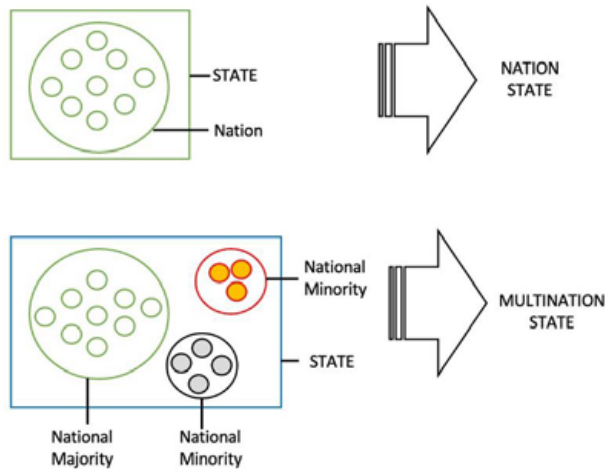 STATE
Nation
NATION
STATE
National
Minority
MULTINATION
STATE
STATE
National
Majority
National
Minority